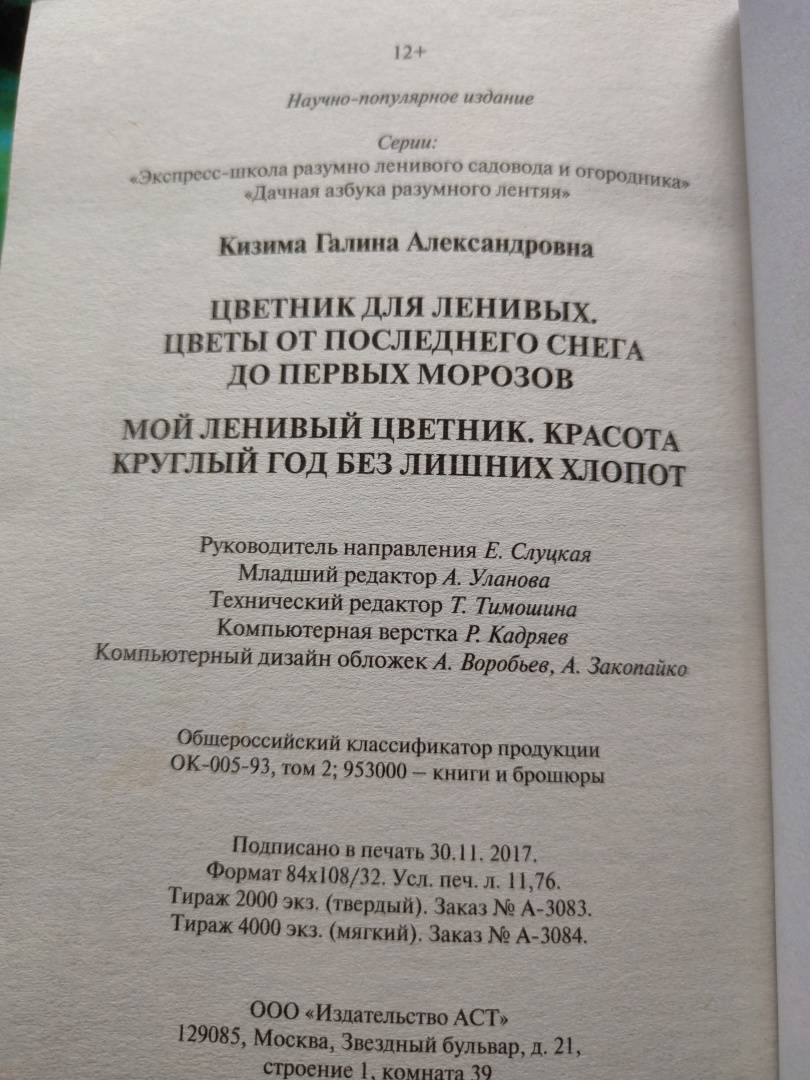 12+
Научно-популярное издание
Серии:
«Экспресс-школа разумно ленивого садовода и огородника»
«Дачная азбука разумного лентяя»
Кизима Галина Александровна
ЦВЕТНИК ДЛЯ ЛЕНИВЫХ.
ЦВЕТЫ ОТ ПОСЛЕДНЕГО СНЕГА
ДО ПЕРВЫХ МОРОЗОВ
МОЙ ЛЕНИВЫЙ ЦВЕТНИК. КРАСОТА
КРУГЛЫЙ ГОД БЕЗ ЛИШНИХ ХЛОПОТ
Руководитель направления Е. Слуцкая
Младший редактор А. Уланова
Технический редактор Т. Тимошина
Компьютерная верстка Р. Кадряев
Компьютерный дизайн обложек А. Воробьев, А. Закопайко
Общероссийский классификатор продукции
ОК-005-93, том 2; 953000 – книги и брошюры
Подписано в печать 30.11. 2017.
Формат 84х108/32. Усл. печ. л. 11,76.
Тираж 2000 экз. (твердый). Заказ № А-3083.
Тираж 4000 экз. (мягкий). Заказ № А-3084.
ООО «Издательство АСТ»
129085, Москва, Звездный бульвар, д. 21,
строение 1, комната 39